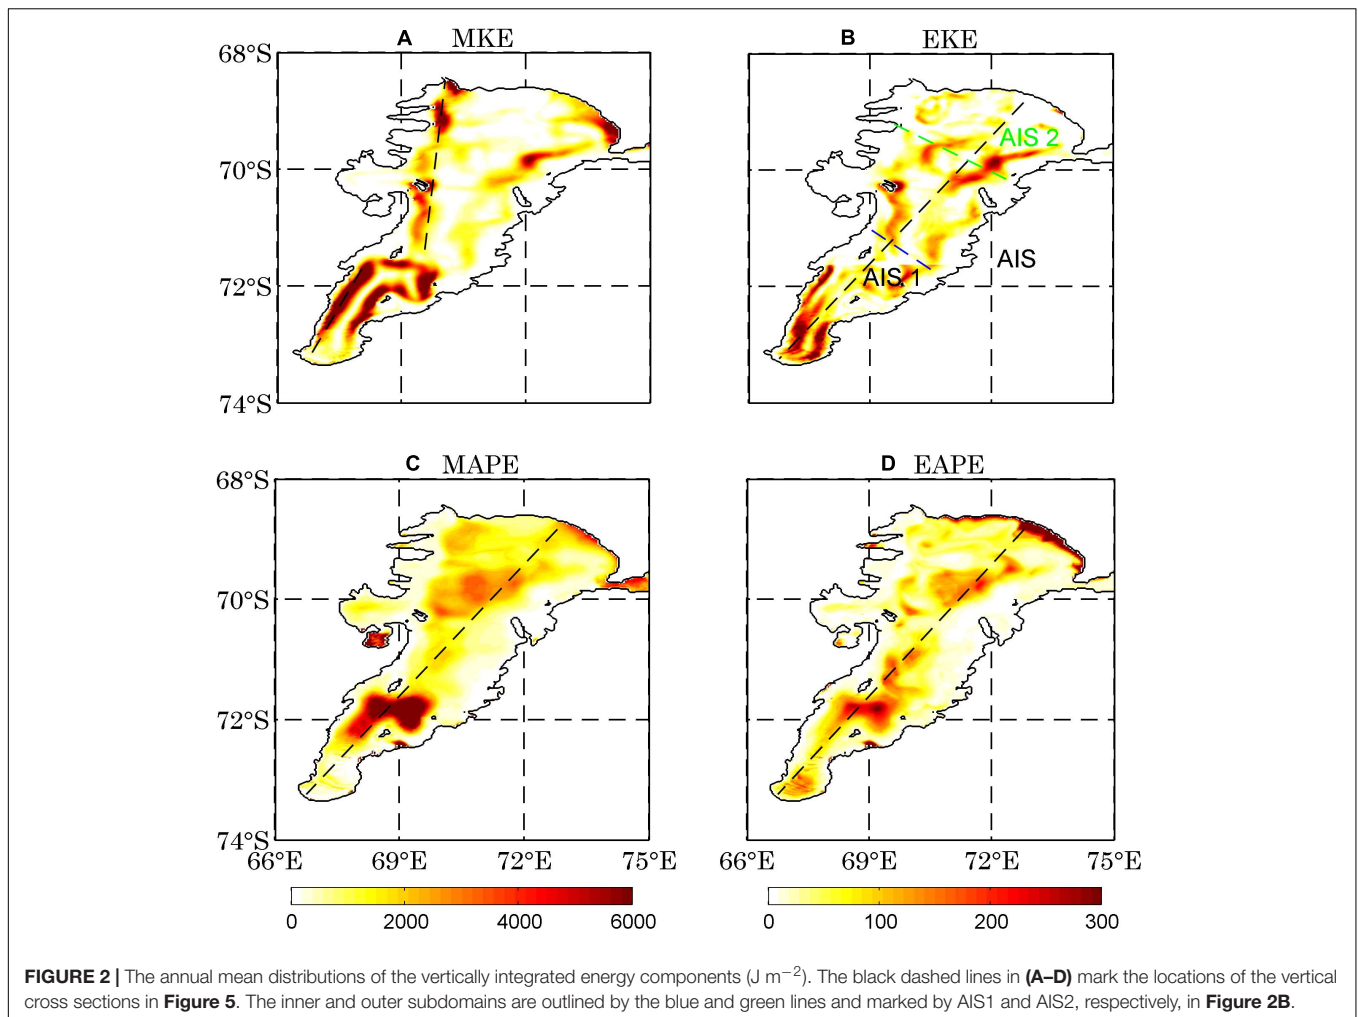 A MKE
B EKE
68°S
70°S
72°S
74°S
AIS 2
AIS 1
AIS
C MAPE
D EAPE
68°S
70°S
72°S
74°S
66°E 69°E 72°E 75°E
66°E 69°E 72°E 75°E
0 2000 4000 6000
0 100 200 300
FIGURE 2 | The annual mean distributions of the vertically integrated energy components (J m−2). The black dashed lines in (A–D) mark the locations of the vertical
cross sections in Figure 5. The inner and outer subdomains are outlined by the blue and green lines and marked by AIS1 and AIS2, respectively, in Figure 2B.